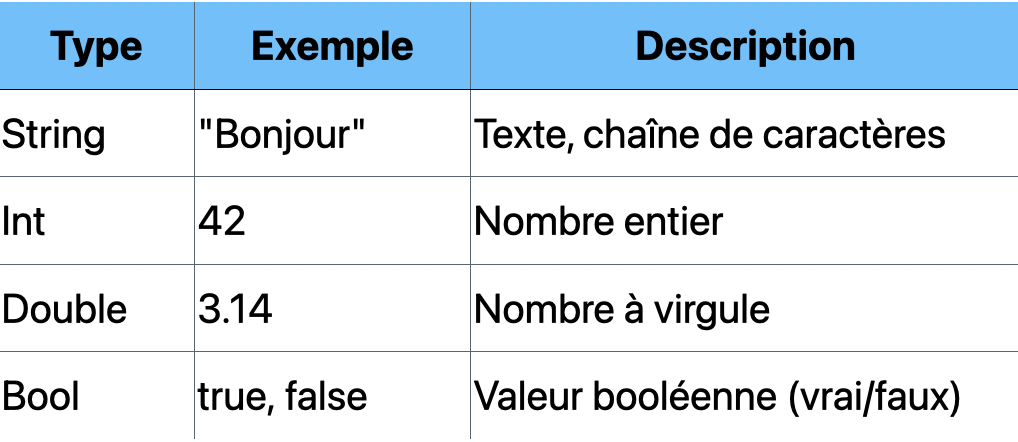 Type Exemple Description
String "Bonjour" Texte, chaîne de caractères
Int 42 Nombre entier
Double 3.14 Nombre à virgule
Bool true, false Valeur booléenne (vrai/faux)